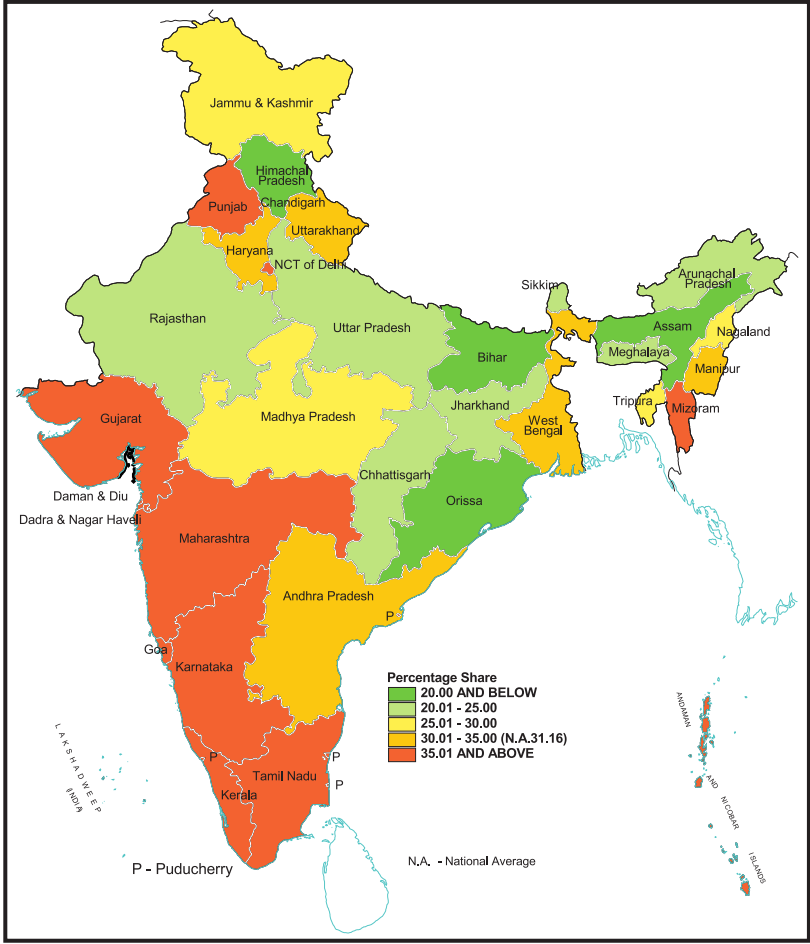 Jammu & Kashmir
Himachal
Pradesh
Punjab
Chandigarh
Uttarakhand
Haryana
NCT of Delhi
Rajasthan
Uttar Pradesh
Bihar
Sikkim
Arunachal
Pradesh
Assam
Nagaland
Meghalaya
Manipur
Tripura
Mizoram
Gujarat
Madhya Pradesh
Jharkhand
West
Bengal
Chhattisgarh
Orissa
Daman & Diu
Dadra & Nagar Haveli
Maharashtra
Andhra Pradesh
P
Goa
Karnataka
Percentage Share
20.00 AND BELOW
20.01 - 25.00
25.01 - 30.00
30.01 - 35.00 (N.A.31.16)
35.01 AND ABOVE
P
P
P
Tamil Nadu
Kerala
LAKSHADWEEP
(INDIA)
ANDAMAN
AND NICOBAR
ISLANDS
P - Puducherry
N.A. - National Average